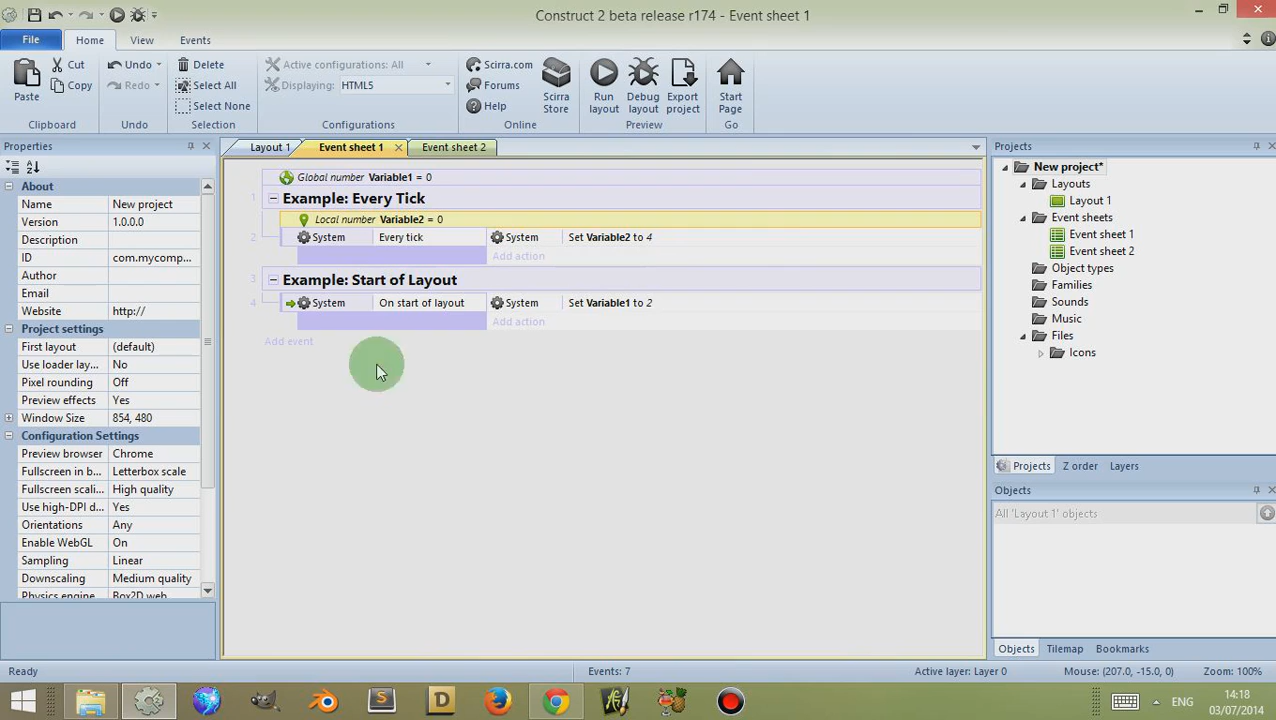 Construct 2 beta release r174 - Event sheet 1
File
Home
View
Events
Paste
Cut
Copy
Clipboard
Undo
Redo
Undo
Delete
Select All
Select None
Selection
Active configurations: All
Displaying:
HTML5
Configurations
Scirra.com
Forums
Help
Scirra Store
Online
Run layout
Debug layout
Export project
Preview
Start Page
Go
Properties
About
Name New project
Version 1.0.0.0
Description
ID com.mycomp...
Author
Email
Website http://
Project settings
First layout (default)
Use loader lay... No
Pixel rounding Off
Preview effects Yes
Window Size 854, 480
Configuration Settings
Preview browser Chrome
Fullscreen in b... Letterbox scale
Fullscreen scali... High quality
Use high-DPI d... Yes
Orientations Any
Enable WebGL On
Sampling Linear
Downscaling Medium quality
Physics engine Box2D web
Layout 1
Event sheet 1
Event sheet 2
Global number Variable1 = 0
1 Example: Every Tick
Local number Variable2 = 0
2 System Every tick System Set Variable2 to 4
Add action
3 Example: Start of Layout
4 System On start of layout System Set Variable1 to 2
Add action
Add event
Projects
New project*
Layouts
Layout 1
Event sheets
Event sheet 1
Event sheet 2
Object types
Families
Sounds
Music
Files
Icons
Projects
Z order
Layers
Objects
All 'Layout 1' objects
Objects
Tilemap
Bookmarks
Ready
Events: 7
Active layer: Layer 0
Mouse: (207.0, -15.0, 0)
Zoom: 100%
S
D
ENG
14:18
03/07/2014